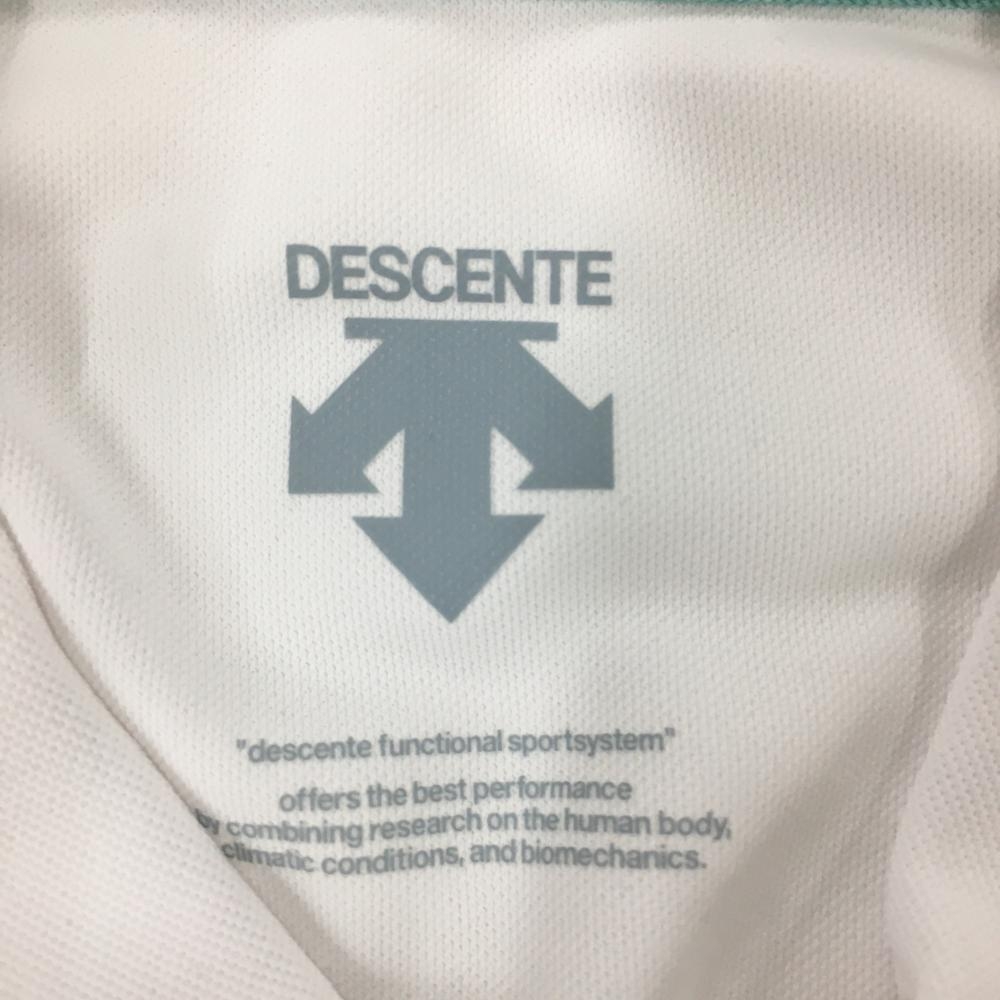 DESCENTE
"descente functional sportsystem"
offers the best performance
by combining research on the human body,
climatic conditions, and biomechanics.